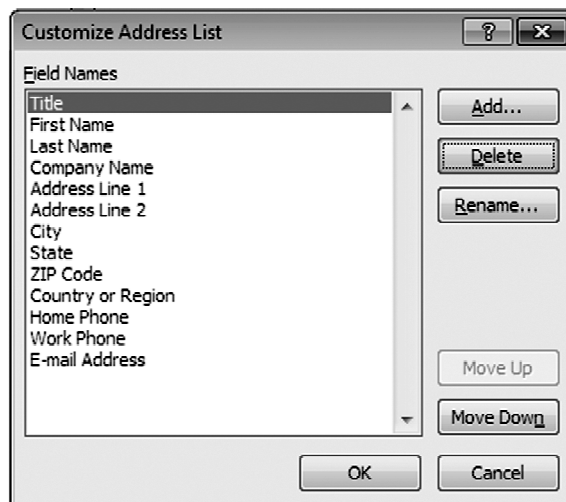 Customize Address List
?
X
Field Names
Title
First Name
Last Name
Company Name
Address Line 1
Address Line 2
City
State
ZIP Code
Country or Region
Home Phone
Work Phone
E-mail Address
Add...
Delete
Rename...
Move Up
Move Down
OK
Cancel